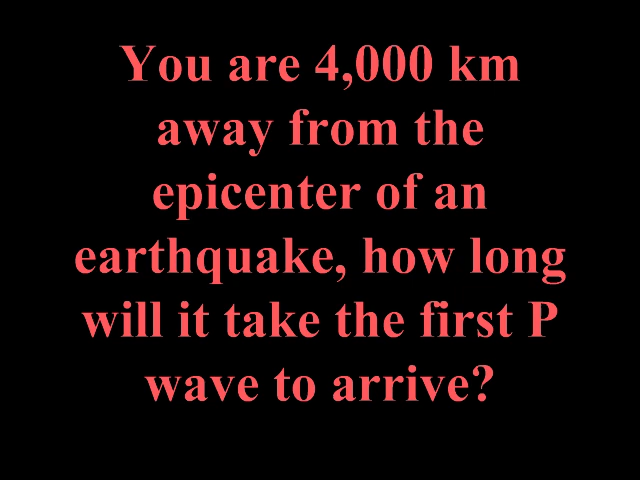 You are 4,000 km
away from the
epicenter of an
earthquake, how long
will it take the first P
wave to arrive?